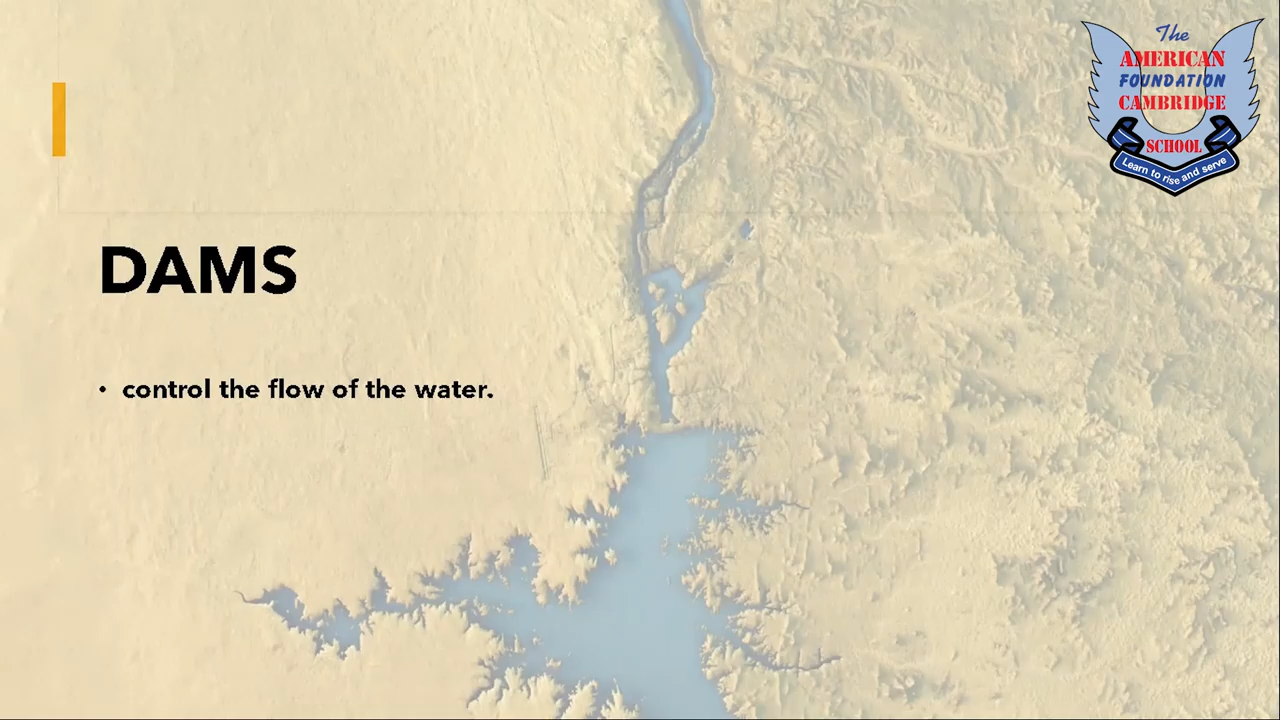 The
AMERICAN
FOUNDATION
CAMBRIDGE
SCHOOL
Learn to rise and serve
DAMS
• control the flow of the water.